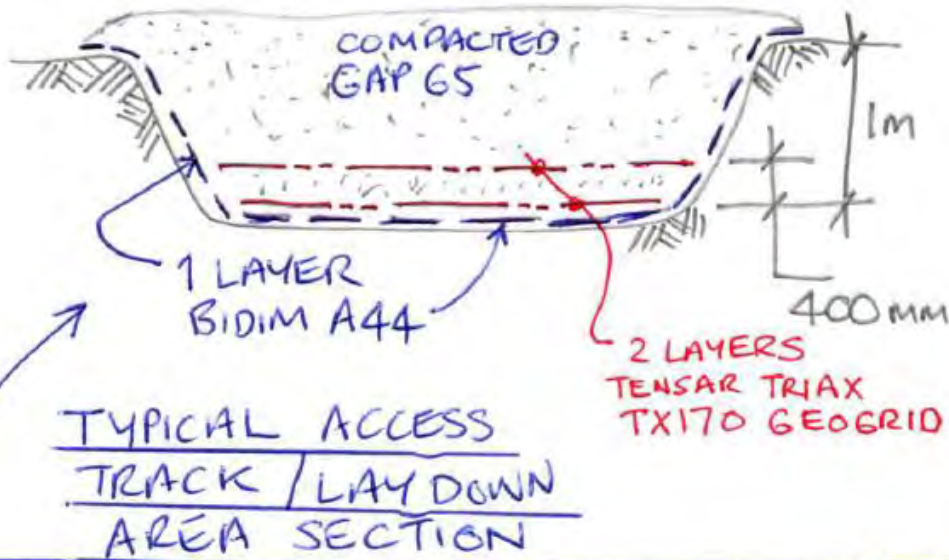 COMPACTED
GAP 65
1m
1 LAYER
BIDIM A44
400mm
2 LAYERS
TENSAR TRIAX
TX170 GEOGRID
TYPICAL ACCESS
TRACK / LAYDOWN
AREA SECTION